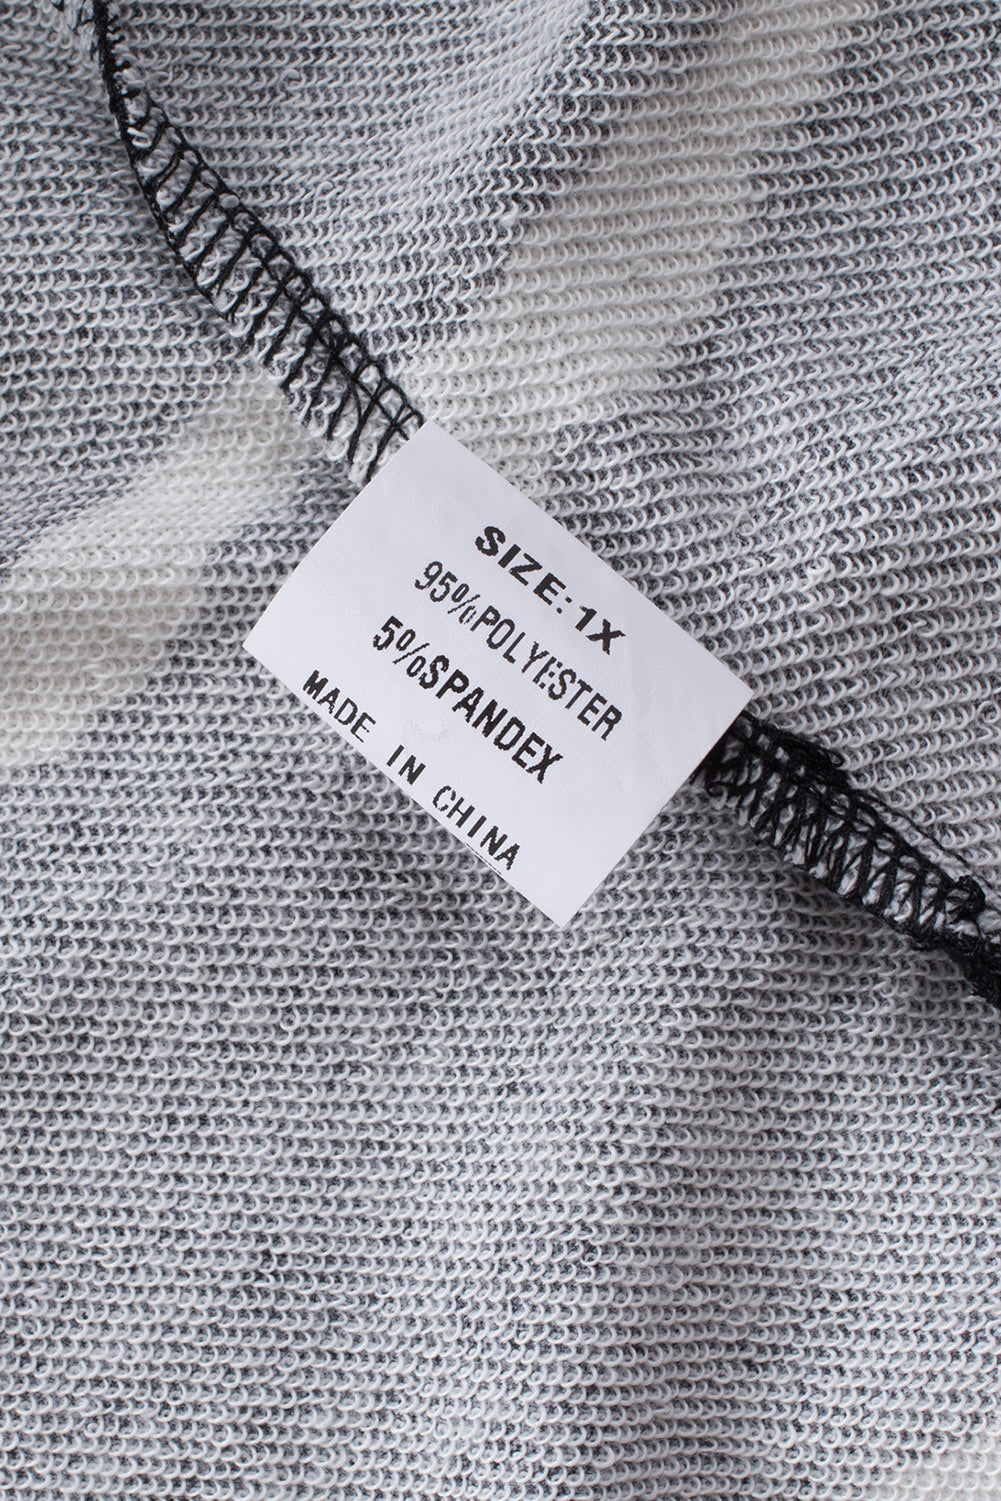 SIZE:1X
95%POLYESTER
5%SPANDEX
MADE IN CHINA